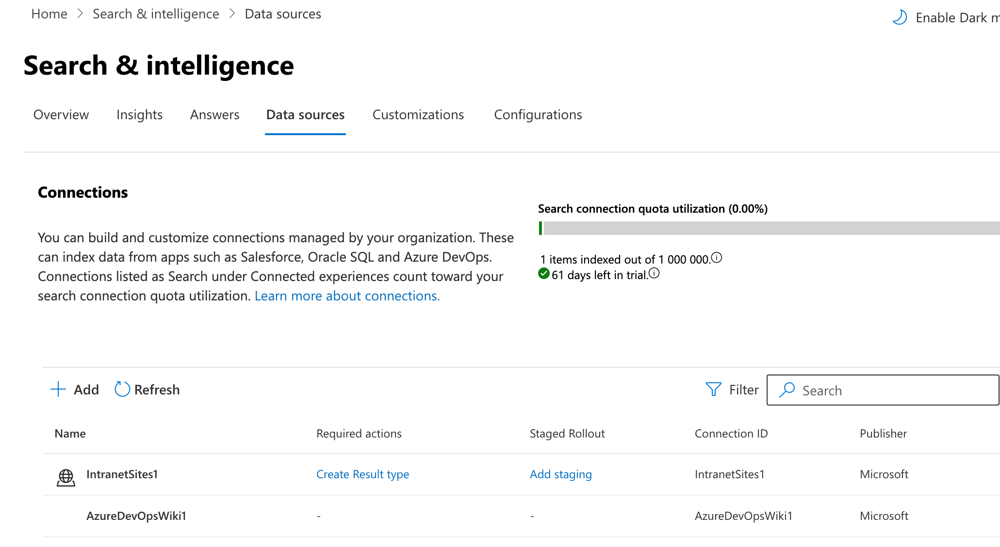 Home > Search & intelligence > Data sources
Enable Dark m
Search & intelligence
Overview Insights Answers Data sources Customizations Configurations
Connections
You can build and customize connections managed by your organization. These
can index data from apps such as Salesforce, Oracle SQL and Azure DevOps.
Connections listed as Search under Connected experiences count toward your
search connection quota utilization. Learn more about connections.
Search connection quota utilization (0.00%)
1 items indexed out of 1 000 000.
61 days left in trial.
Add Refresh Filter Search
Name Required actions Staged Rollout Connection ID Publisher
IntranetSites1 Create Result type Add staging IntranetSites1 Microsoft
AzureDevOpsWiki1 - - AzureDevOpsWiki1 Microsoft